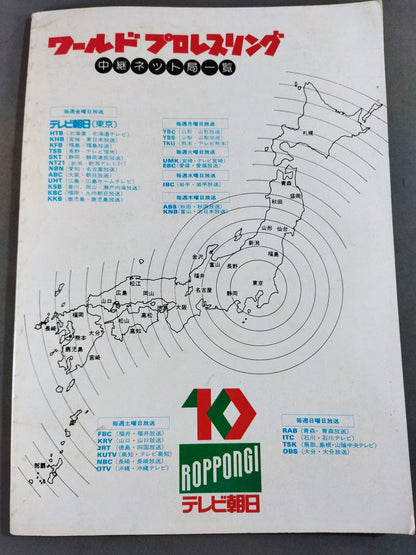 ワールド プロレスリング
中継ネット局一覧
毎週金曜日放送
テレビ朝日(東京)
HTB (北海道・北海道テレビ)
KHB (宮城・東日本放送)
KFB (福島・福島放送)
TSB (長野・テレビ信州)
SKT (静岡・静岡県民放送)
NT21 (新潟・新潟テレビ21)
NBN (愛知・名古屋放送)
ABC (大阪・朝日放送)
UHT (広島・広島ホームテレビ)
KSB (香川、岡山・瀬戸内海放送)
KBC (福岡・九州朝日放送)
KKB (鹿児島・鹿児島放送)
毎週月曜日放送
YBC (山形・山形放送)
YBS (山梨・山梨放送)
TKU (熊本・テレビ熊本)
毎週火曜日放送
UMK (宮崎・テレビ宮崎)
EBC (愛媛・愛媛放送)
毎週水曜日放送
IBC (岩手・岩手放送)
毎週木曜日放送
ABS (秋田・秋田放送)
KNB (富山・北日本放送)
札幌
青森
秋田
盛岡
山形
仙台
新潟
福島
金沢
富山
長野
福井
東京
名古屋
静岡
松江
広島
岡山
山口
大阪
高松
松山
高知
福岡
長崎
大分
熊本
鹿児島
宮崎
那覇
毎週土曜日放送
FBC (福井・福井放送)
KRY (山口・山口放送)
JRT (徳島・四国放送)
KUTV (高知・テレビ高知)
NBC (長崎・長崎放送)
OTV (沖縄・沖縄テレビ)
10
ROPPONGI
テレビ朝日
毎週日曜日放送
RAB (青森・青森放送)
ITC (石川・石川テレビ)
TSK (鳥取、島根・山陰中央テレビ)
OBS (大分・大分放送)